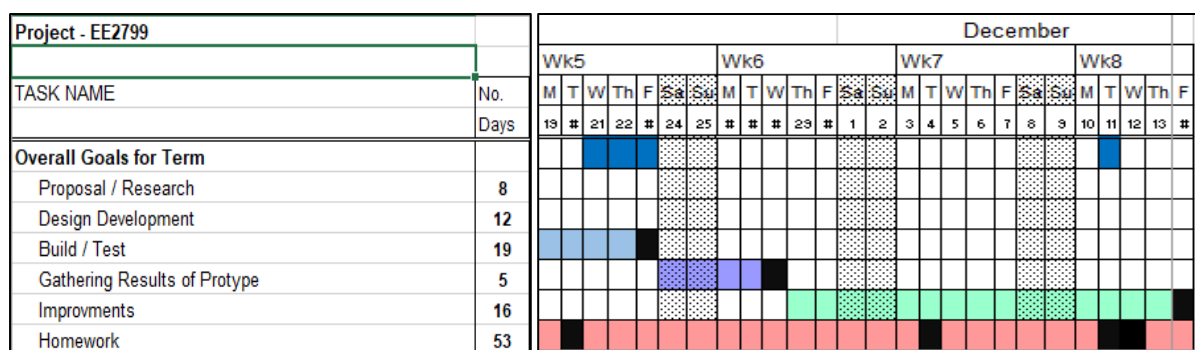 Project - EE2799
December
Wk5 Wk6 Wk7 Wk8
TASK NAME No. M T W Th F Sa Su M T W Th F Sa Su M T W Th F Sa Su M T W Th F
Days 19 # 21 22 # 24 25 # # # 29 # 1 2 3 4 5 6 7 8 9 10 11 12 13 #
Overall Goals for Term
Proposal / Research 8
Design Development 12
Build / Test 19
Gathering Results of Protype 5
Improvments 16
Homework 53